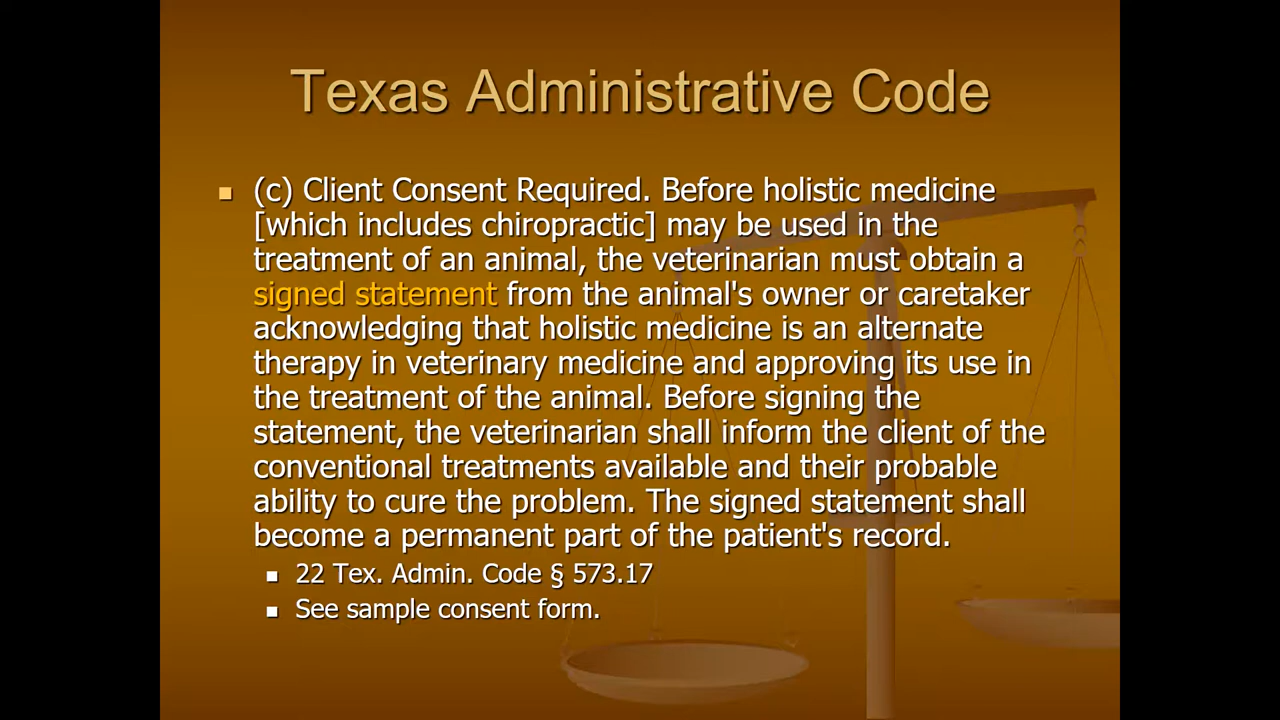 Texas Administrative Code
(c) Client Consent Required. Before holistic medicine
[which includes chiropractic] may be used in the
treatment of an animal, the veterinarian must obtain a
signed statement from the animal's owner or caretaker
acknowledging that holistic medicine is an alternate
therapy in veterinary medicine and approving its use in
the treatment of the animal. Before signing the
statement, the veterinarian shall inform the client of the
conventional treatments available and their probable
ability to cure the problem. The signed statement shall
become a permanent part of the patient's record.
22 Tex. Admin. Code § 573.17
See sample consent form.